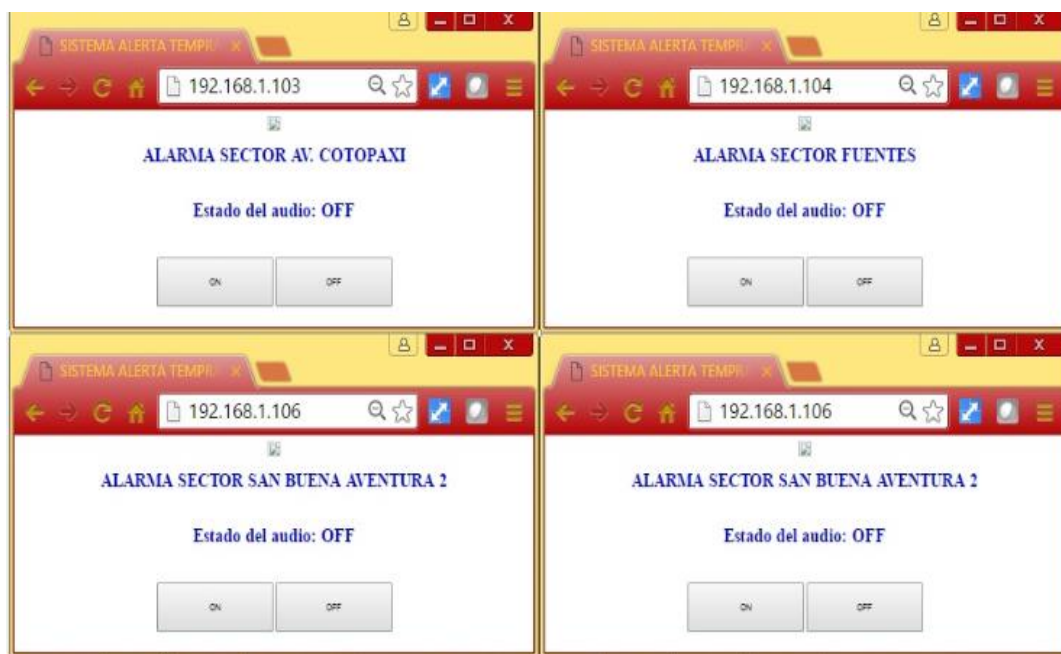 SISTEMA ALERTA TEMPR
192.168.1.103
ALARMA SECTOR AV. COTOPAXI
Estado del audio: OFF
ON OFF
SISTEMA ALERTA TEMPR
192.168.1.104
ALARMA SECTOR FUENTES
Estado del audio: OFF
ON OFF
SISTEMA ALERTA TEMPR
192.168.1.106
ALARMA SECTOR SAN BUENA AVENTURA 2
Estado del audio: OFF
ON OFF
SISTEMA ALERTA TEMPR
192.168.1.106
ALARMA SECTOR SAN BUENA AVENTURA 2
Estado del audio: OFF
ON OFF